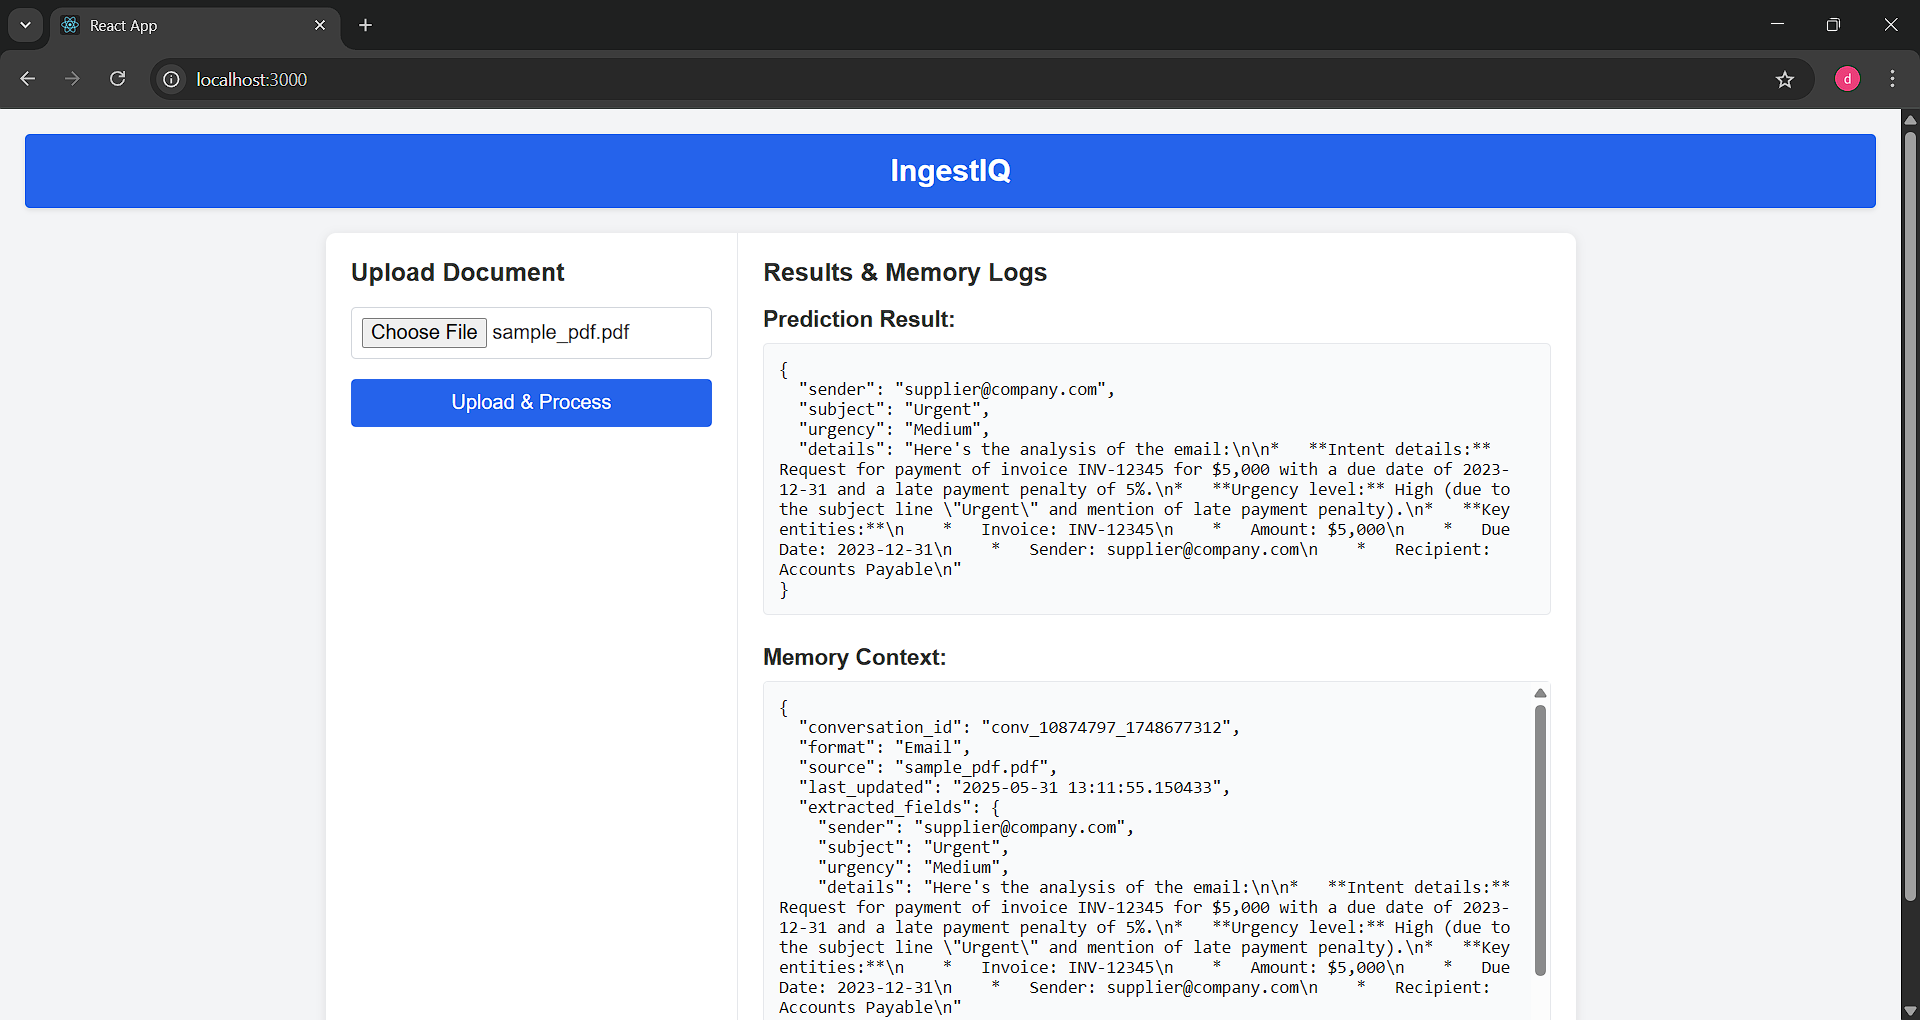 React App
localhost:3000
d
IngestIQ
Upload Document
Choose File sample_pdf.pdf
Upload & Process
Results & Memory Logs
Prediction Result:
{
  "sender": "supplier@company.com",
  "subject": "Urgent",
  "urgency": "Medium",
  "details": "Here's the analysis of the email:\n\n*   **Intent details:**
Request for payment of invoice INV-12345 for $5,000 with a due date of 2023-
12-31 and a late payment penalty of 5%.\n*   **Urgency level:** High (due to
the subject line \"Urgent\" and mention of late payment penalty).\n*   **Key
entities:**\n    *   Invoice: INV-12345\n    *   Amount: $5,000\n    *   Due
Date: 2023-12-31\n    *   Sender: supplier@company.com\n    *   Recipient:
Accounts Payable\n"
}
Memory Context:
{
  "conversation_id": "conv_10874797_1748677312",
  "format": "Email",
  "source": "sample_pdf.pdf",
  "last_updated": "2025-05-31 13:11:55.150433",
  "extracted_fields": {
    "sender": "supplier@company.com",
    "subject": "Urgent",
    "urgency": "Medium",
    "details": "Here's the analysis of the email:\n\n*   **Intent details:**
Request for payment of invoice INV-12345 for $5,000 with a due date of 2023-
12-31 and a late payment penalty of 5%.\n*   **Urgency level:** High (due to
the subject line \"Urgent\" and mention of late payment penalty).\n*   **Key
entities:**\n    *   Invoice: INV-12345\n    *   Amount: $5,000\n    *   Due
Date: 2023-12-31\n    *   Sender: supplier@company.com\n    *   Recipient:
Accounts Payable\n"